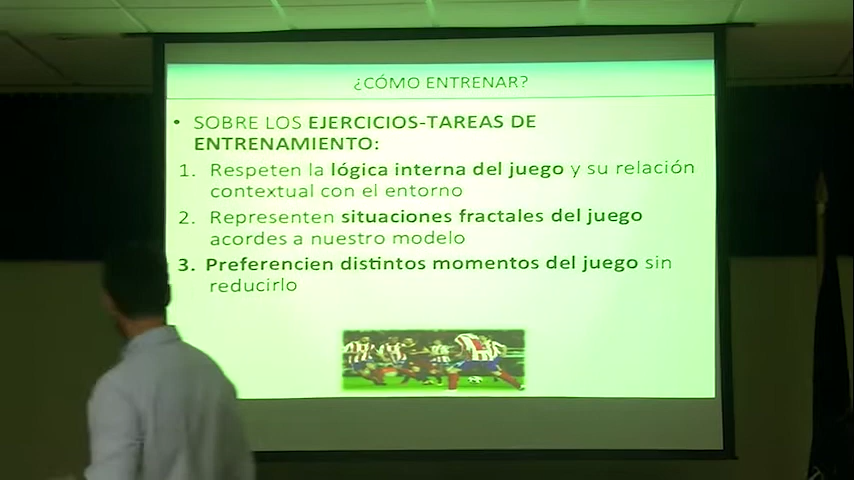 ¿CÓMO ENTRENAR?
• SOBRE LOS EJERCICIOS-TAREAS DE
ENTRENAMIENTO:
1. Respeten la lógica interna del juego y su relación
contextual con el entorno
2. Representen situaciones fractales del juego
acordes a nuestro modelo
3. Preferencien distintos momentos del juego sin
reducirlo